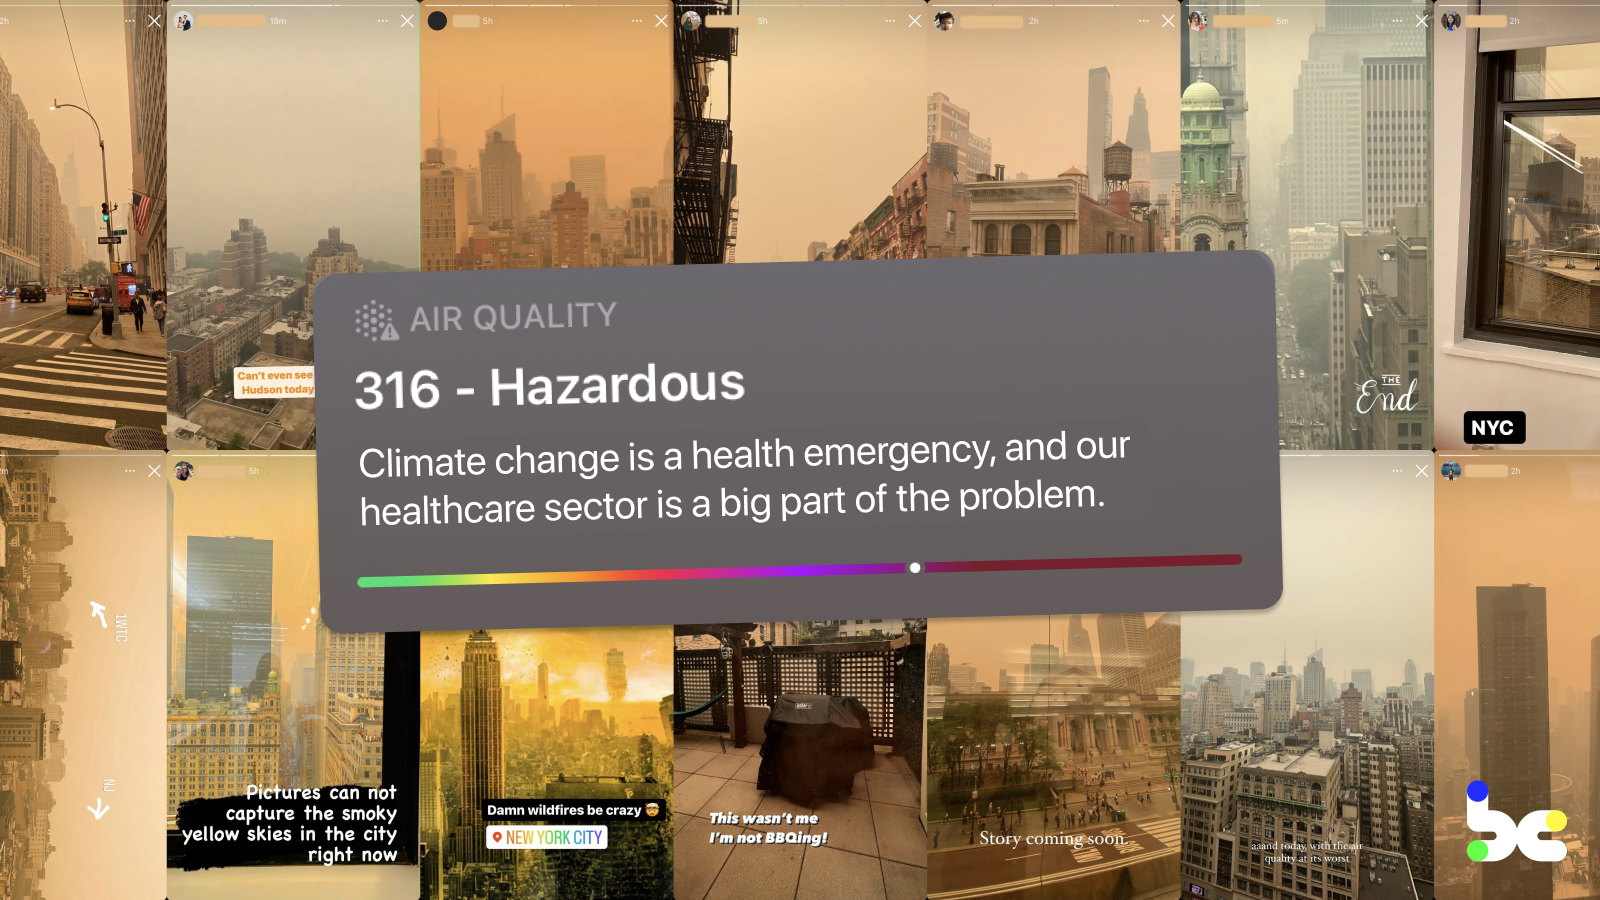 2h
18m
5h
5h
2h
5m
2h
Can't even see
Hudson today
THE
End
NYC
AIR QUALITY
316 - Hazardous
Climate change is a health emergency, and our
healthcare sector is a big part of the problem.
5h
2h
1WTC
NJ
Pictures can not
capture the smoky
yellow skies in the city
right now
Damn wildfires be crazy 🤯
NEW YORK CITY
This wasn't me
I'm not BBQing!
Story coming soon.
aaand today, with the air
quality at its worst
bc